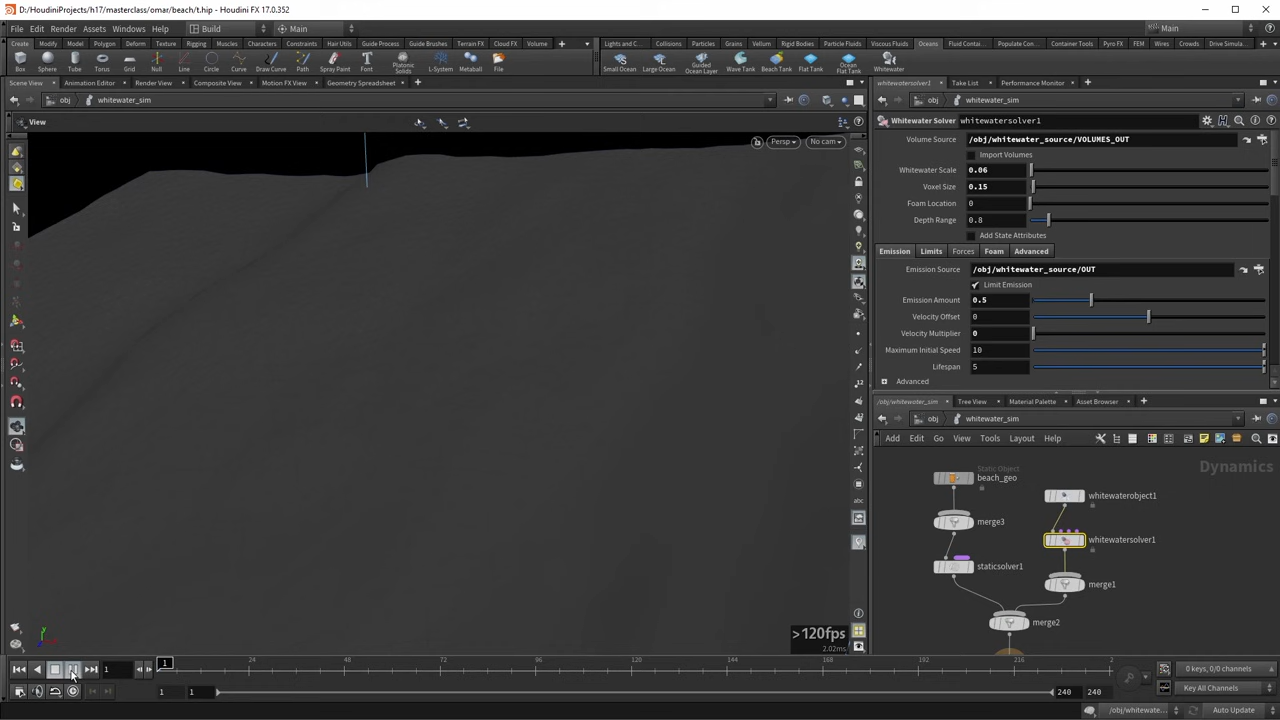 D:/HoudiniProjects/h17/masterclass/omar/beach/t.hip - Houdini FX 17.0.352
File Edit Render Assets Windows Help Build Main Main
Create Modify Model Polygon Deform Texture Rigging Muscles Characters Constraints Hair Utils Guide Process Guide Brushes Terrain FX Cloud FX Volume
Lights and C... Collisions Particles Grains Vellum Rigid Bodies Particle Fluids Viscous Fluids Oceans Fluid Contai... Populate Con... Container Tools Pyro FX FEM Wires Crowds Drive Simula...
Box Sphere Tube Torus Grid Null Line Circle Curve Draw Curve Path Spray Paint Font Platonic Solids L-System Metaball File
Small Ocean Large Ocean Guided Ocean Layer Wave Tank Beach Tank Flat Tank Ocean Flat Tank Whitewater
Scene View Animation Editor Render View Composite View Motion FX View Geometry Spreadsheet
obj whitewater_sim
View
Persp No cam
>120fps
2.02ms
whitewatersolver1 Take List Performance Monitor
obj whitewater_sim
Whitewater Solver whitewatersolver1
Volume Source /obj/whitewater_source/VOLUMES_OUT
Import Volumes
Whitewater Scale 0.06
Voxel Size 0.15
Foam Location 0
Depth Range 0.8
Add State Attributes
Emission Limits Forces Foam Advanced
Emission Source /obj/whitewater_source/OUT
Limit Emission
Emission Amount 0.5
Velocity Offset 0
Velocity Multiplier 0
Maximum Initial Speed 10
Lifespan 5
Advanced
/obj/whitewater_sim Tree View Material Palette Asset Browser
obj whitewater_sim
Add Edit Go View Tools Layout Help
Dynamics
Static Object
beach_geo
whitewaterobject1
merge3
whitewatersolver1
staticsolver1
merge1
merge2
1 1 24 48 72 96 120 144 168 192 216 2
1 1 240 240
0 keys, 0/0 channels
Key All Channels
/obj/whitewate... Auto Update